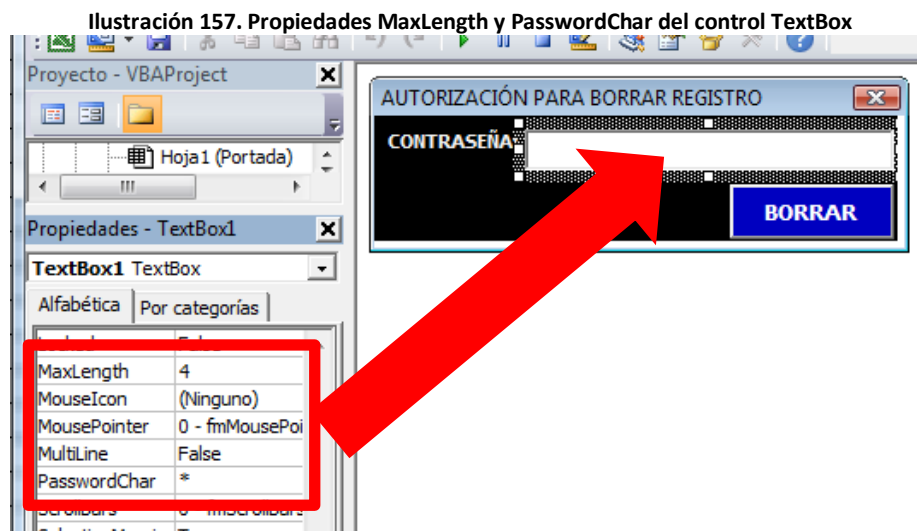 Ilustración 157. Propiedades MaxLength y PasswordChar del control TextBox
Proyecto - VBAProject
Hoja1 (Portada)
Propiedades - TextBox1
TextBox1 TextBox
Alfabética Por categorías
MaxLength 4
MouseIcon (Ninguno)
MousePointer 0 - fmMousePoi
MultiLine False
PasswordChar *
AUTORIZACIÓN PARA BORRAR REGISTRO
CONTRASEÑA
BORRAR